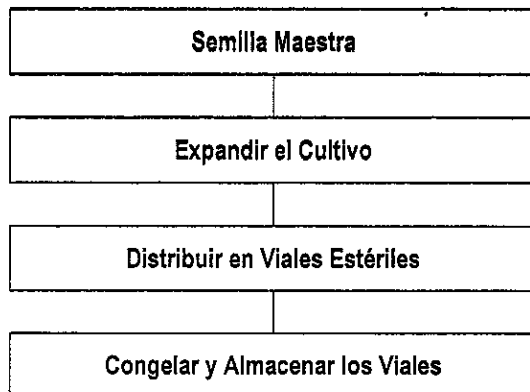 Semilla Maestra
Expandir el Cultivo
Distribuir en Viales Estériles
Congelar y Almacenar los Viales